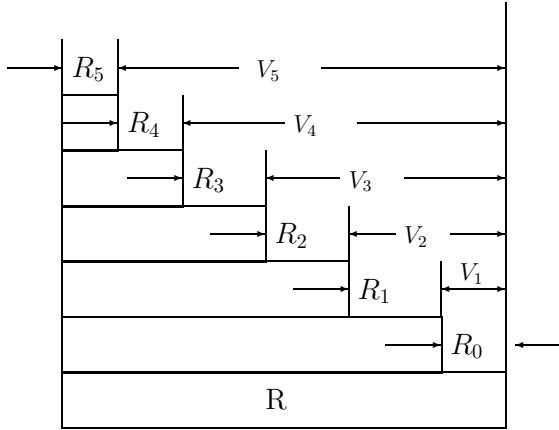 R₅ V₅
R₄ V₄
R₃ V₃
R₂ V₂
R₁ V₁
R₀
R